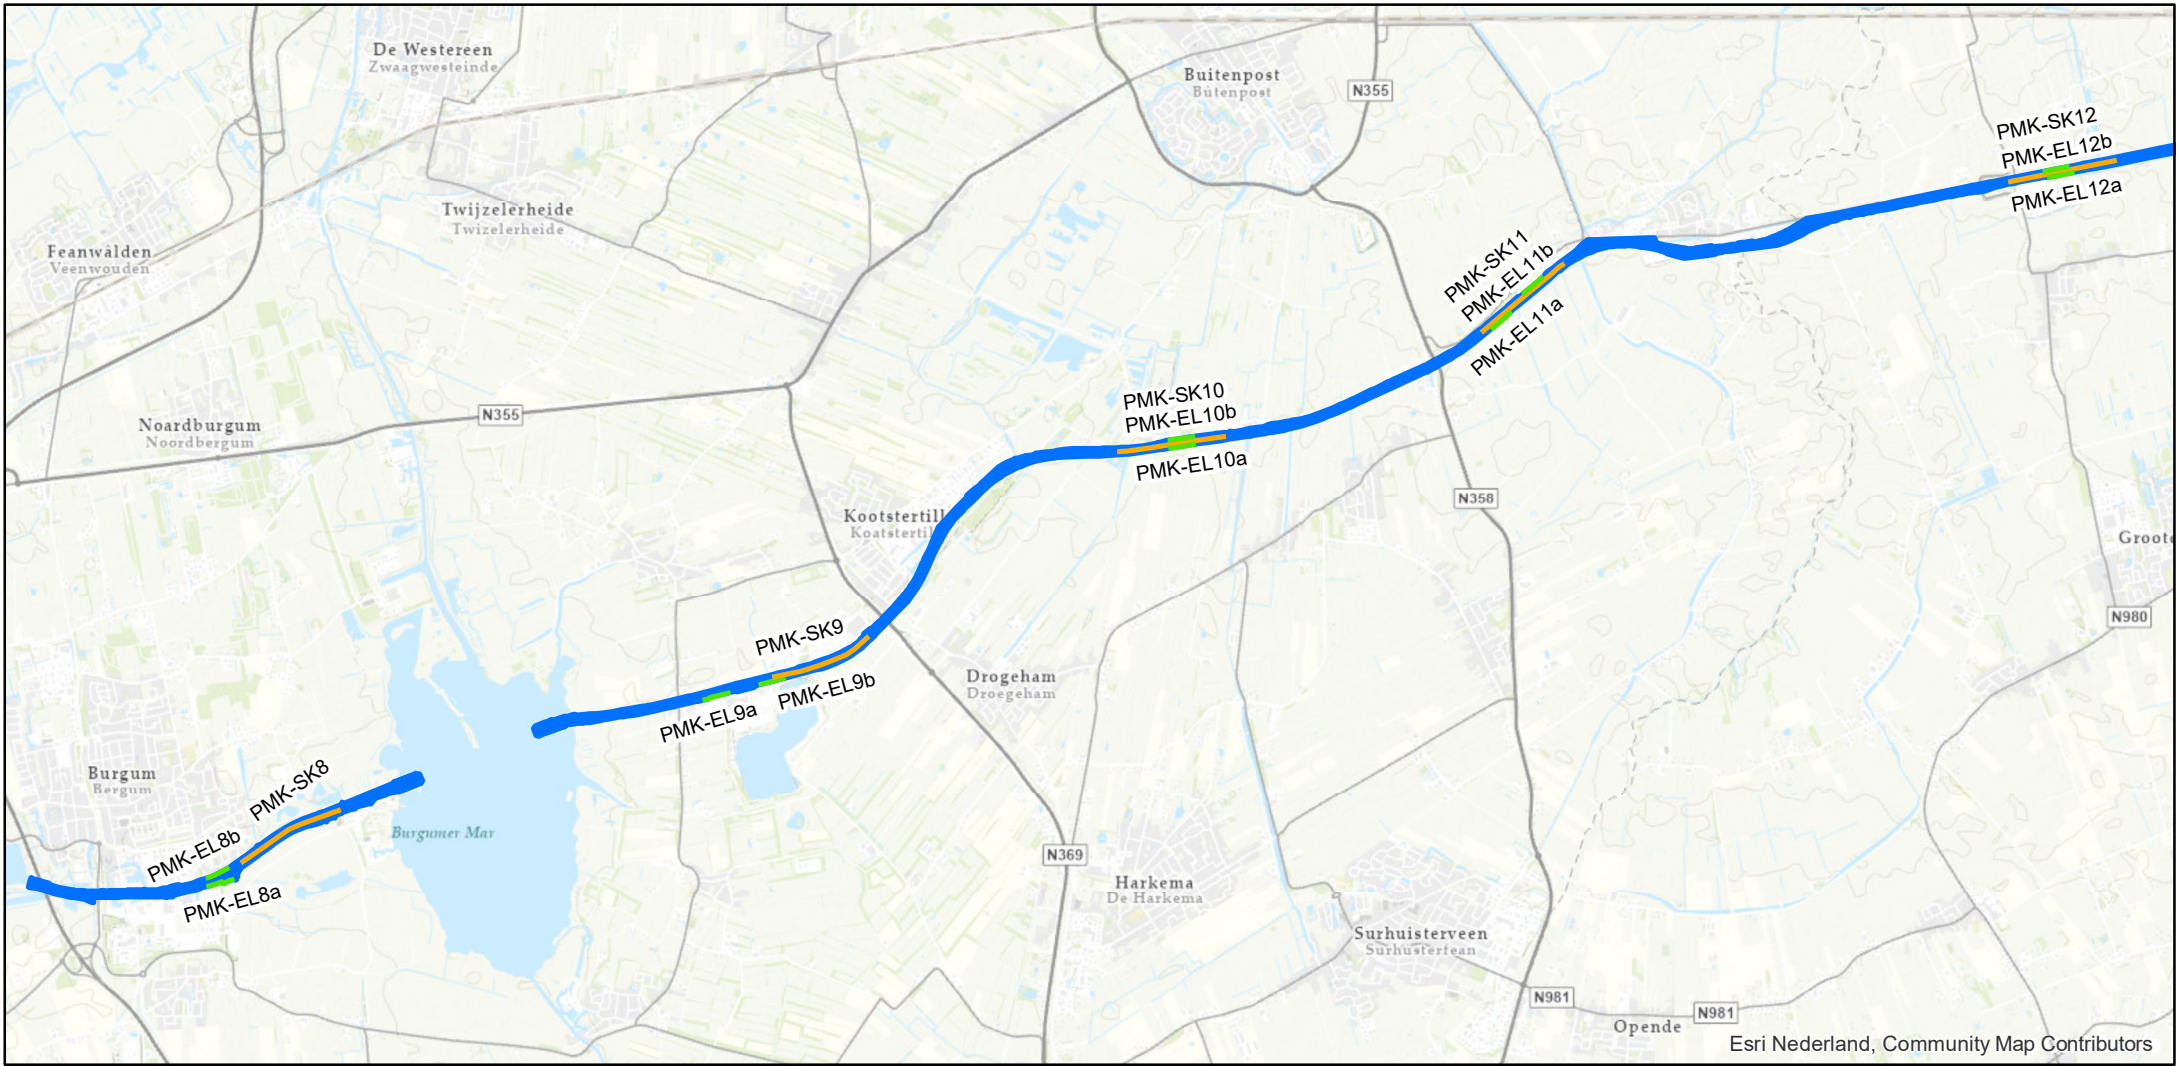 De Westereen
Zwaagwesteinde
Buitenpost
Bûtenpost
N355
PMK-SK12
PMK-EL12b
PMK-EL12a
Twijzelerheide
Twizelerheide
Feanwâlden
Veenwouden
PMK-SK11
PMK-EL11b
PMK-EL11a
N355
Noardburgum
Noordbergum
PMK-SK10
PMK-EL10b
PMK-EL10a
N358
Kootstertill
Koatstertil
Groote
N980
PMK-SK9
PMK-EL9b
PMK-EL9a
Drogeham
Droegeham
Burgum
Bergum
PMK-SK8
PMK-EL8b
PMK-EL8a
Burgumer Mar
N369
Harkema
De Harkema
Surhuisterveen
Surhústerfean
N981
N981
Opende
Esri Nederland, Community Map Contributors